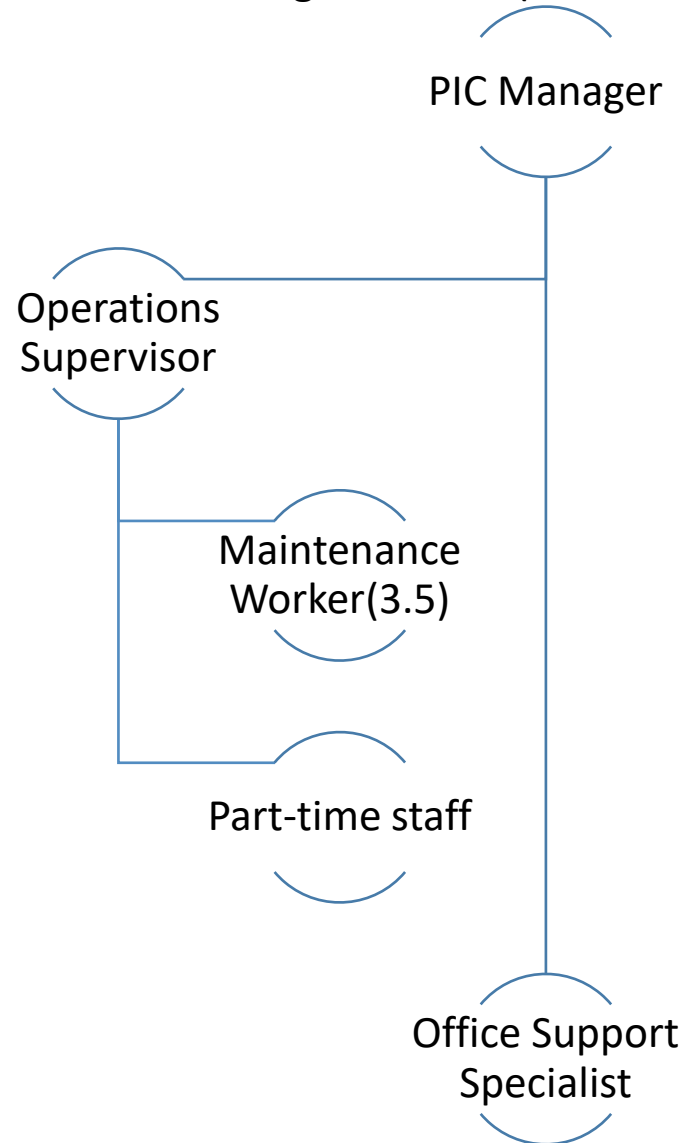 PIC Manager
Operations
Supervisor
Maintenance
Worker(3.5)
Part-time staff
Office Support
Specialist